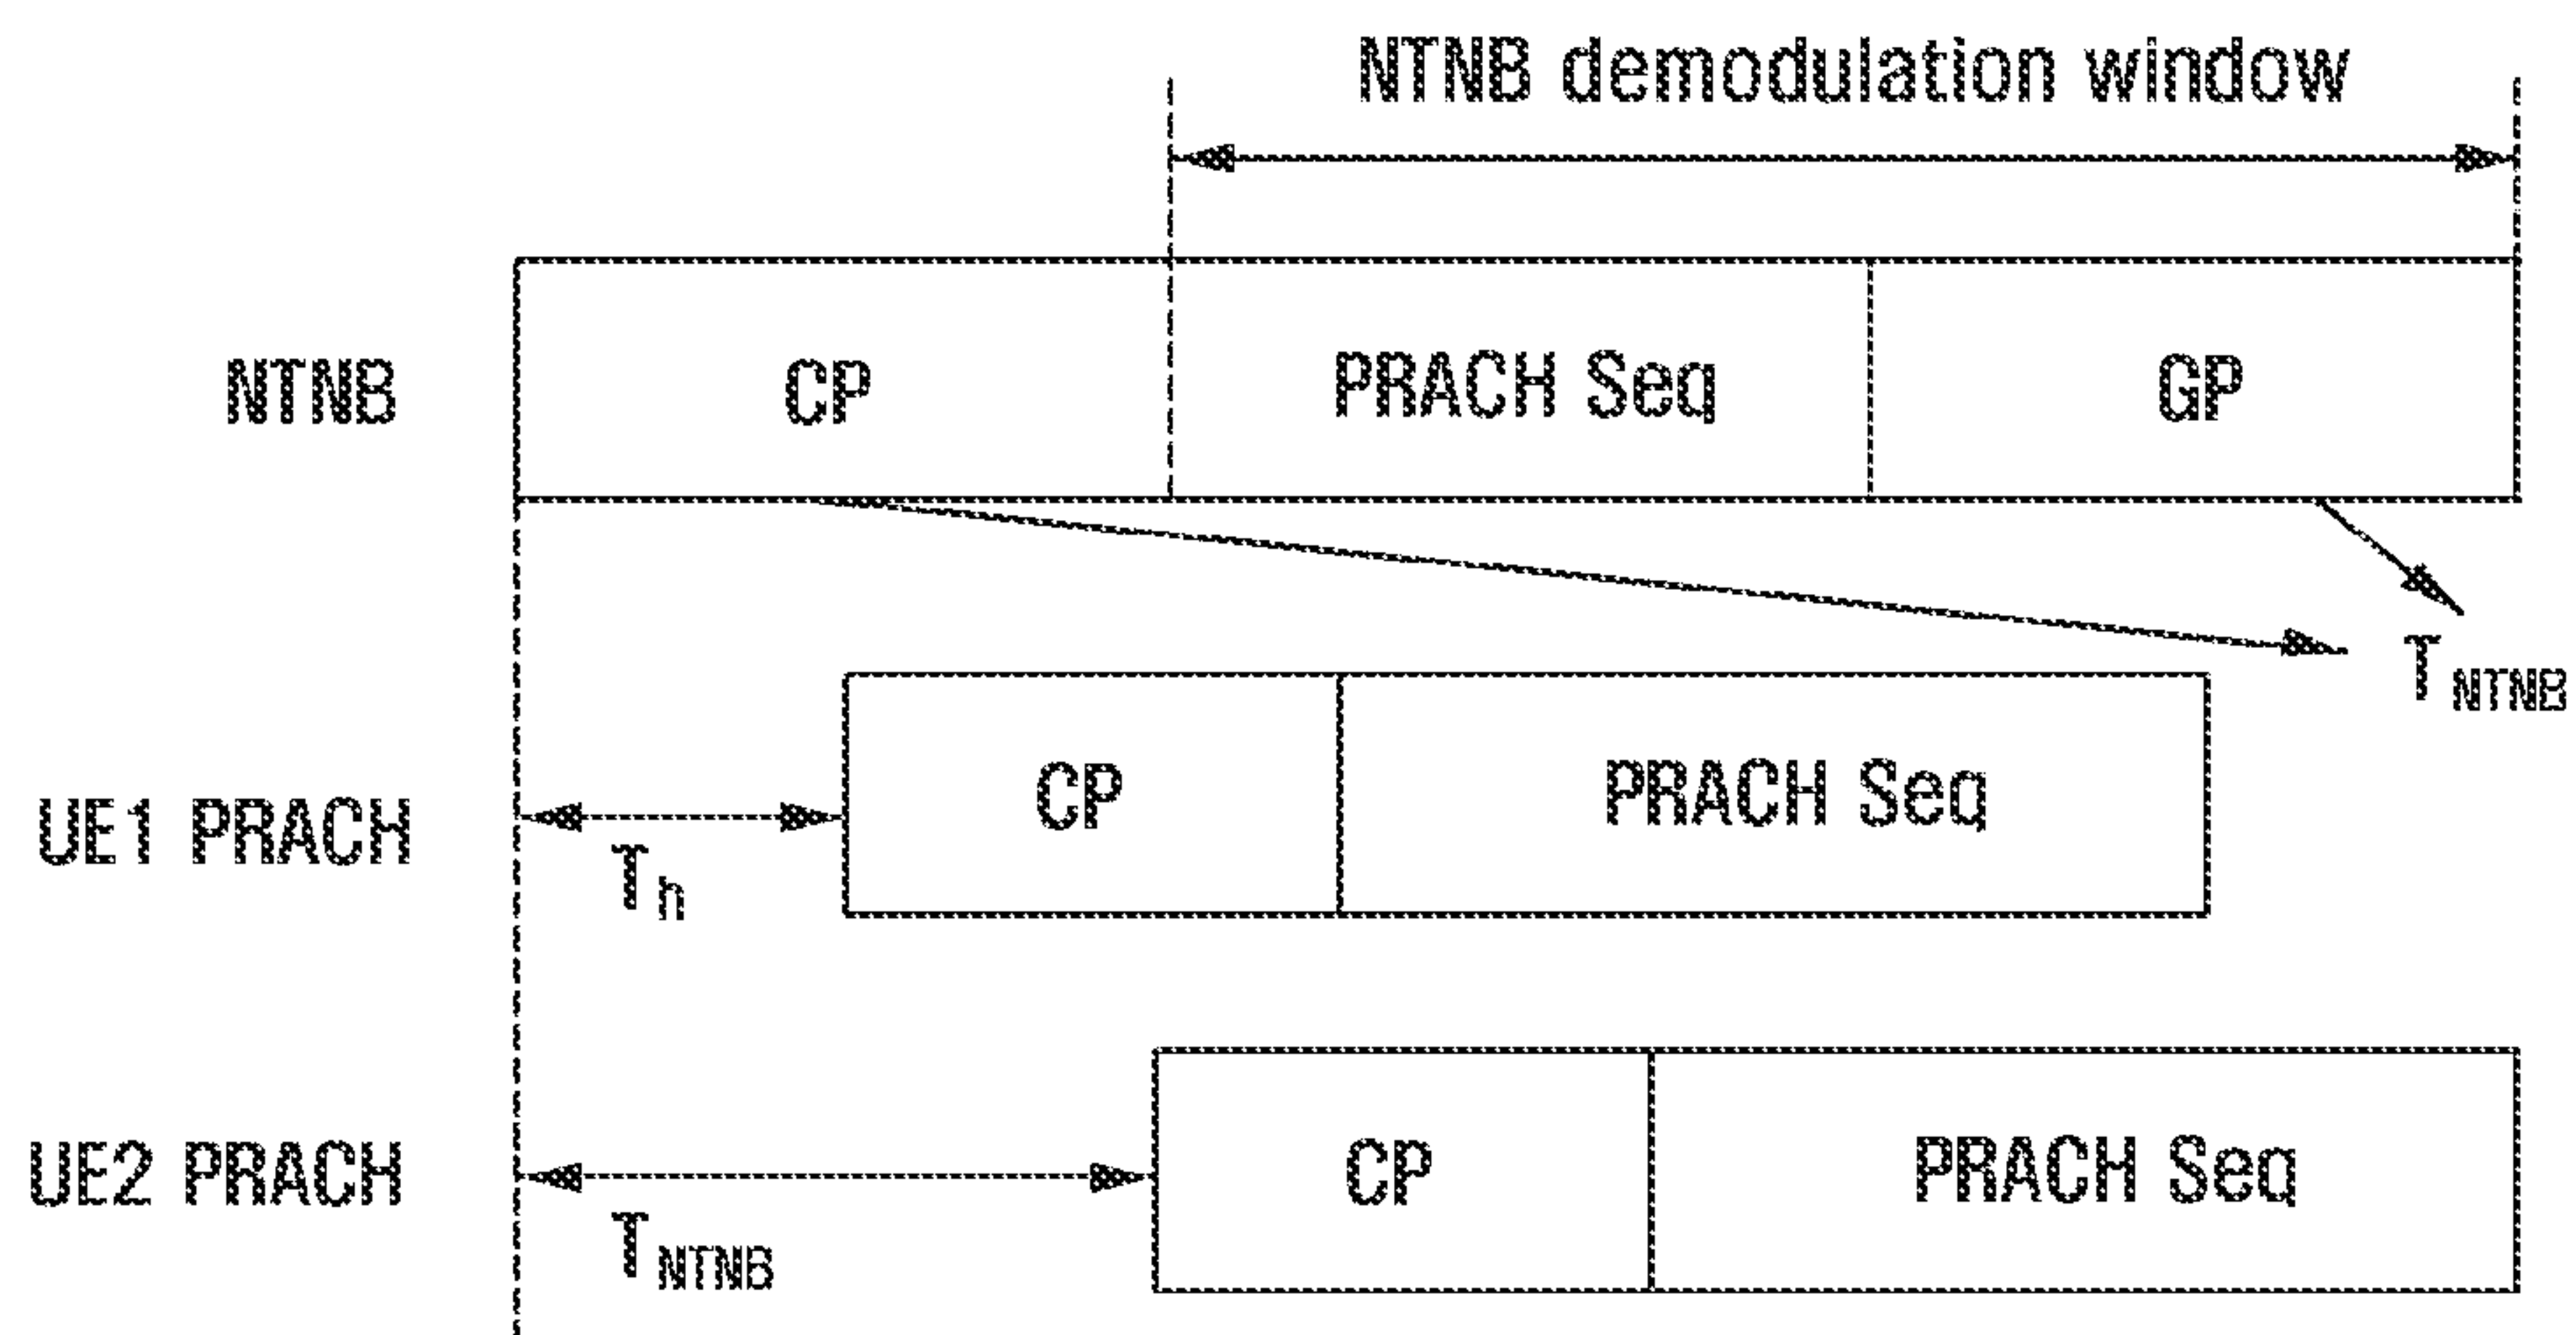 NTNB demodulation window
NTNB CP PRACH Seq GP
T NTNB
UE1 PRACH CP PRACH Seq
Th
UE2 PRACH CP PRACH Seq
T NTNB